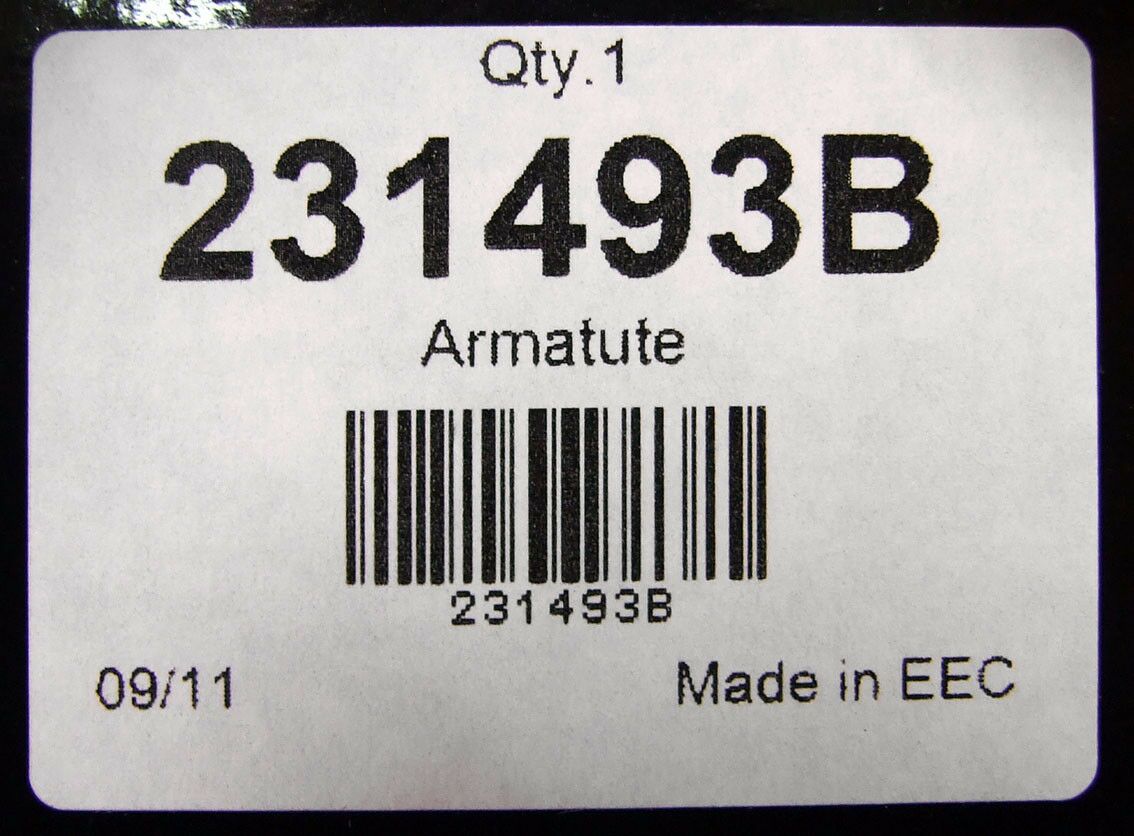 Qty.1
231493B
Armatute
231493B
09/11
Made in EEC